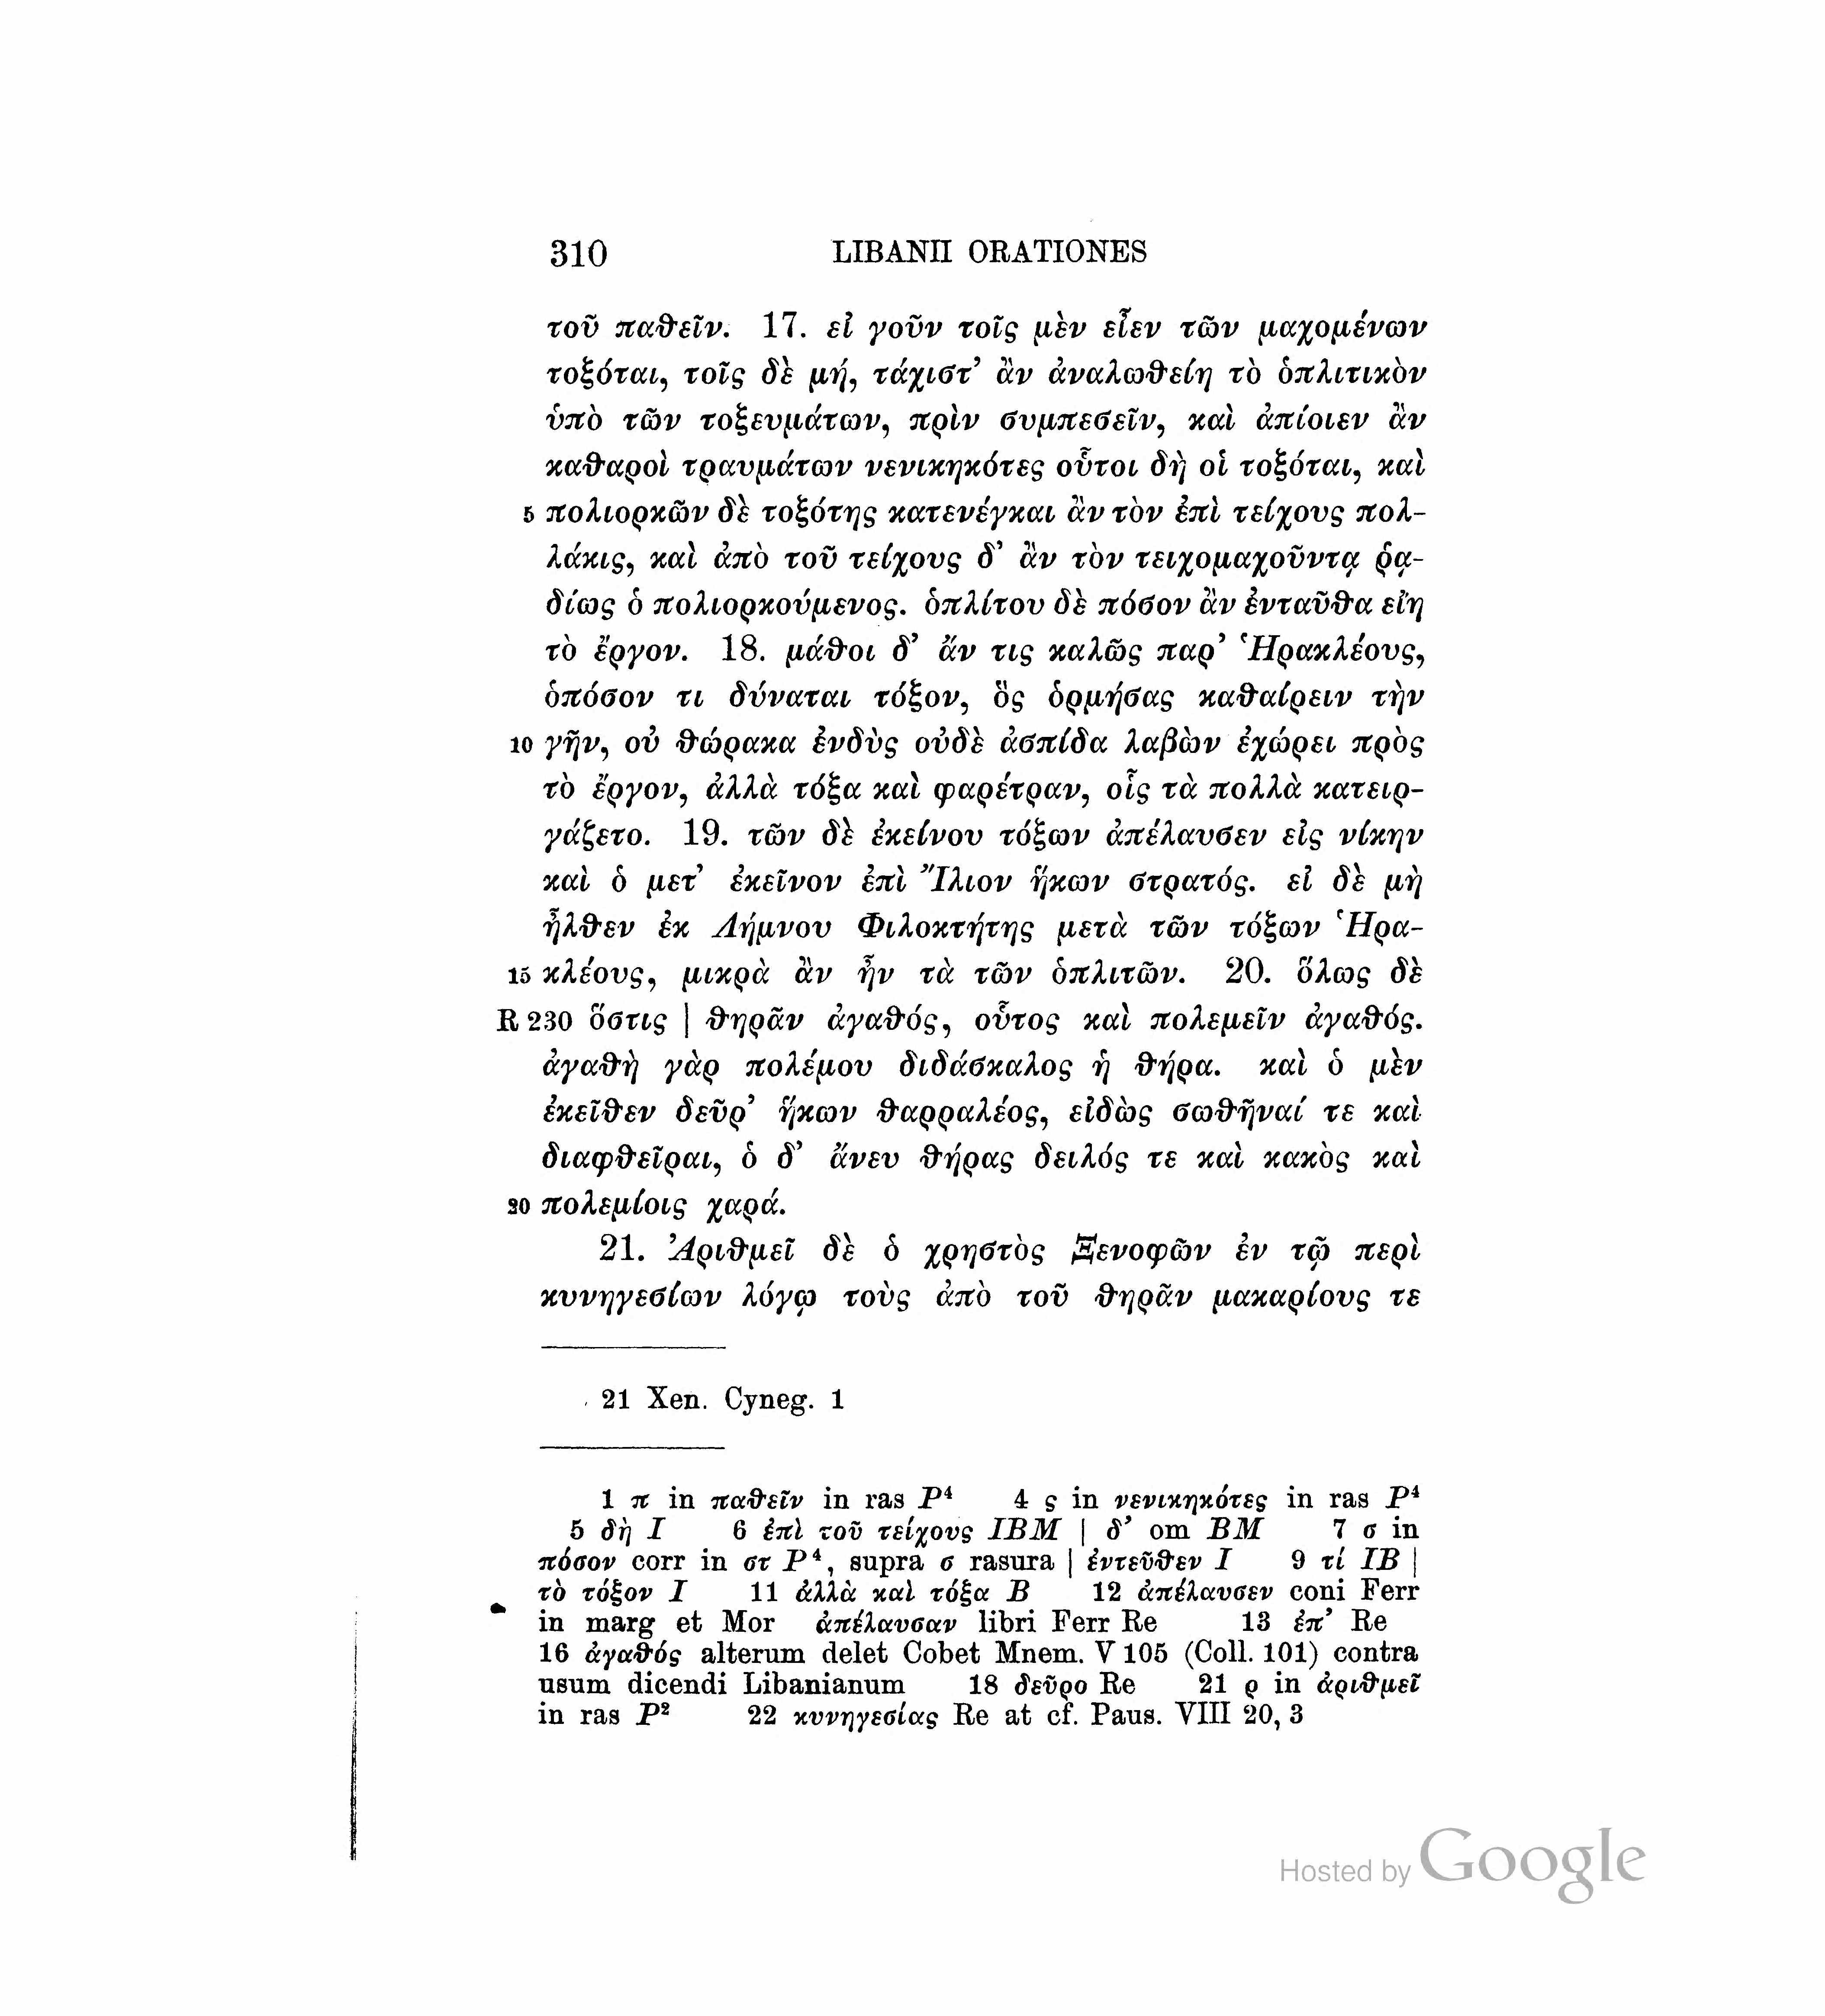 310 LIBANII ORATIONES
τοῦ παθεῖν. 17. εἰ γοῦν τοῖς μὲν εἶεν τῶν μαχομένων
τοξόται, τοῖς δὲ μή, τάχιστ’ ἂν ἀναλωθείη τὸ ὁπλιτικὸν
ὑπὸ τῶν τοξευμάτων, πρὶν συμπεσεῖν, καὶ ἀπίοιεν ἂν
καθαροὶ τραυμάτων νενικηκότες οὗτοι δὴ οἱ τοξόται, καὶ
5 πολιορκῶν δὲ τοξότης κατενέγκαι ἂν τὸν ἐπὶ τείχους πολ-
λάκις, καὶ ἀπὸ τοῦ τείχους δ’ ἂν τὸν τειχομαχοῦντα ῥᾳ-
δίως ὁ πολιορκούμενος. ὁπλίτου δὲ πόσον ἂν ἐνταῦθα εἴη
τὸ ἔργον. 18. μάθοι δ’ ἄν τις καλῶς παρ’ Ἡρακλέους,
ὁπόσον τι δύναται τόξον, ὃς ὁρμήσας καθαίρειν τὴν
10 γῆν, οὐ θώρακα ἐνδὺς οὐδὲ ἀσπίδα λαβὼν ἐχώρει πρὸς
τὸ ἔργον, ἀλλὰ τόξα καὶ φαρέτραν, οἷς τὰ πολλὰ κατειρ-
γάζετο. 19. τῶν δὲ ἐκείνου τόξων ἀπέλαυσεν εἰς νίκην
καὶ ὁ μετ’ ἐκεῖνον ἐπὶ Ἴλιον ἥκων στρατός. εἰ δὲ μὴ
ἦλθεν ἐκ Λήμνου Φιλοκτήτης μετὰ τῶν τόξων Ἡρα-
15 κλέους, μικρὰ ἂν ἦν τὰ τῶν ὁπλιτῶν. 20. ὅλως δὲ
R 230 ὅστις | θηρᾶν ἀγαθός, οὗτος καὶ πολεμεῖν ἀγαθός.
ἀγαθὴ γὰρ πολέμου διδάσκαλος ἡ θήρα. καὶ ὁ μὲν
ἐκεῖθεν δεῦρ’ ἥκων θαρραλέος, εἰδὼς σωθῆναί τε καὶ
διαφθεῖραι, ὁ δ’ ἄνευ θήρας δειλός τε καὶ κακὸς καὶ
20 πολεμίοις χαρά.
21. Ἀριθμεῖ δὲ ὁ χρηστὸς Ξενοφῶν ἐν τῷ περὶ
κυνηγεσίων λόγῳ τοὺς ἀπὸ τοῦ θηρᾶν μακαρίους τε
21 Xen. Cyneg. 1
1 π in παθεῖν in ras P⁴ 4 ς in νενικηκότες in ras P⁴
5 δὴ I 6 ἐπὶ τοῦ τείχους IBM | δ’ om BM 7 σ in
πόσον corr in στ P⁴, supra σ rasura | ἐντεῦθεν I 9 τί IB |
τὸ τόξον I 11 ἀλλὰ καὶ τόξα B 12 ἀπέλαυσεν coni Ferr
in marg et Mor ἀπέλαυσαν libri Ferr Re 13 ἐπ’ Re
16 ἀγαθός alterum delet Cobet Mnem. V 105 (Coll. 101) contra
usum dicendi Libanianum 18 δεῦρο Re 21 ρ in ἀριθμεῖ
in ras P² 22 κυνηγεσίας Re at cf. Paus. VIII 20, 3
Hosted by Google